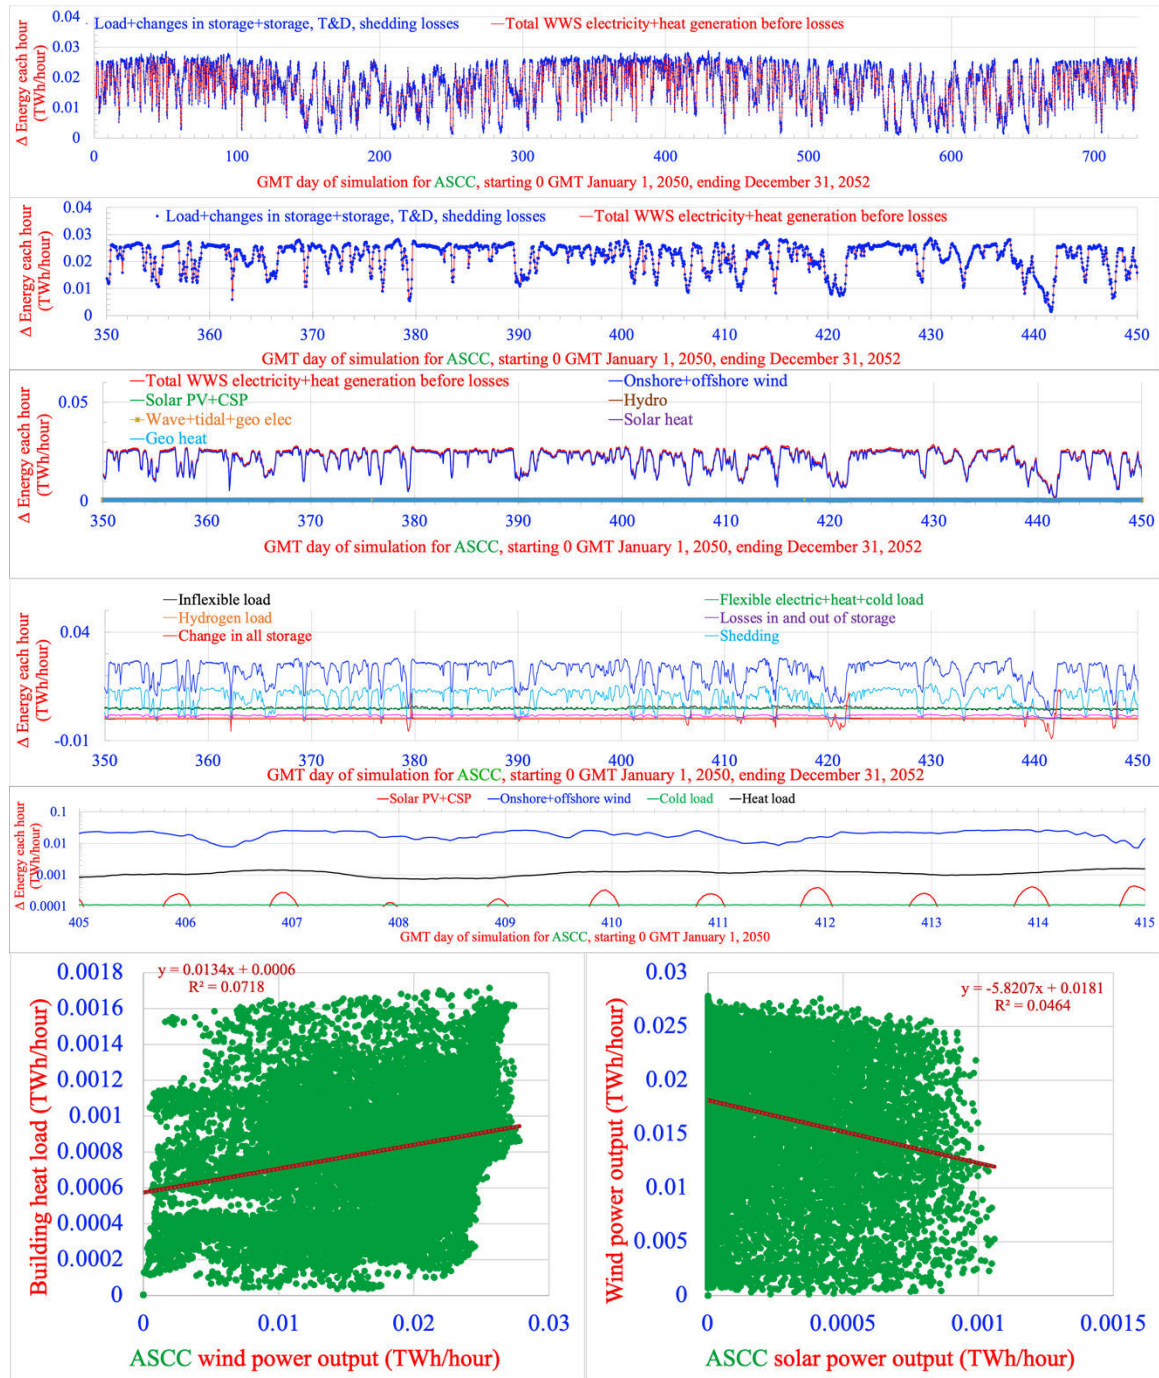 Load+changes in storage+storage, T&D, shedding losses —Total WWS electricity+heat generation before losses
Δ Energy each hour
(TWh/hour)
0.04
0.03
0.02
0.01
0
0 100 200 300 400 500 600 700
GMT day of simulation for ASCC, starting 0 GMT January 1, 2050, ending December 31, 2052
• Load+changes in storage+storage, T&D, shedding losses —Total WWS electricity+heat generation before losses
Δ Energy each hour
(TWh/hour)
0.04
0.03
0.02
0.01
0
350 360 370 380 390 400 410 420 430 440 450
GMT day of simulation for ASCC, starting 0 GMT January 1, 2050, ending December 31, 2052
—Total WWS electricity+heat generation before losses —Onshore+offshore wind
—Solar PV+CSP —Hydro
—Wave+tidal+geo elec —Solar heat
—Geo heat
Δ Energy each hour
(TWh/hour)
0.05
0
350 360 370 380 390 400 410 420 430 440 450
GMT day of simulation for ASCC, starting 0 GMT January 1, 2050, ending December 31, 2052
—Inflexible load —Flexible electric+heat+cold load
—Hydrogen load —Losses in and out of storage
—Change in all storage —Shedding
Δ Energy each hour
(TWh/hour)
0.04
-0.01
350 360 370 380 390 400 410 420 430 440 450
GMT day of simulation for ASCC, starting 0 GMT January 1, 2050, ending December 31, 2052
—Solar PV+CSP —Onshore+offshore wind —Cold load —Heat load
Δ Energy each hour
(TWh/hour)
0.1
0.01
0.001
0.0001
405 406 407 408 409 410 411 412 413 414 415
GMT day of simulation for ASCC, starting 0 GMT January 1, 2050
y = 0.0134x + 0.0006
R² = 0.0718
Building heat load (TWh/hour)
0.0018
0.0016
0.0014
0.0012
0.001
0.0008
0.0006
0.0004
0.0002
0
0 0.01 0.02 0.03
ASCC wind power output (TWh/hour)
y = -5.8207x + 0.0181
R² = 0.0464
Wind power output (TWh/hour)
0.03
0.025
0.02
0.015
0.01
0.005
0
0 0.0005 0.001 0.0015
ASCC solar power output (TWh/hour)